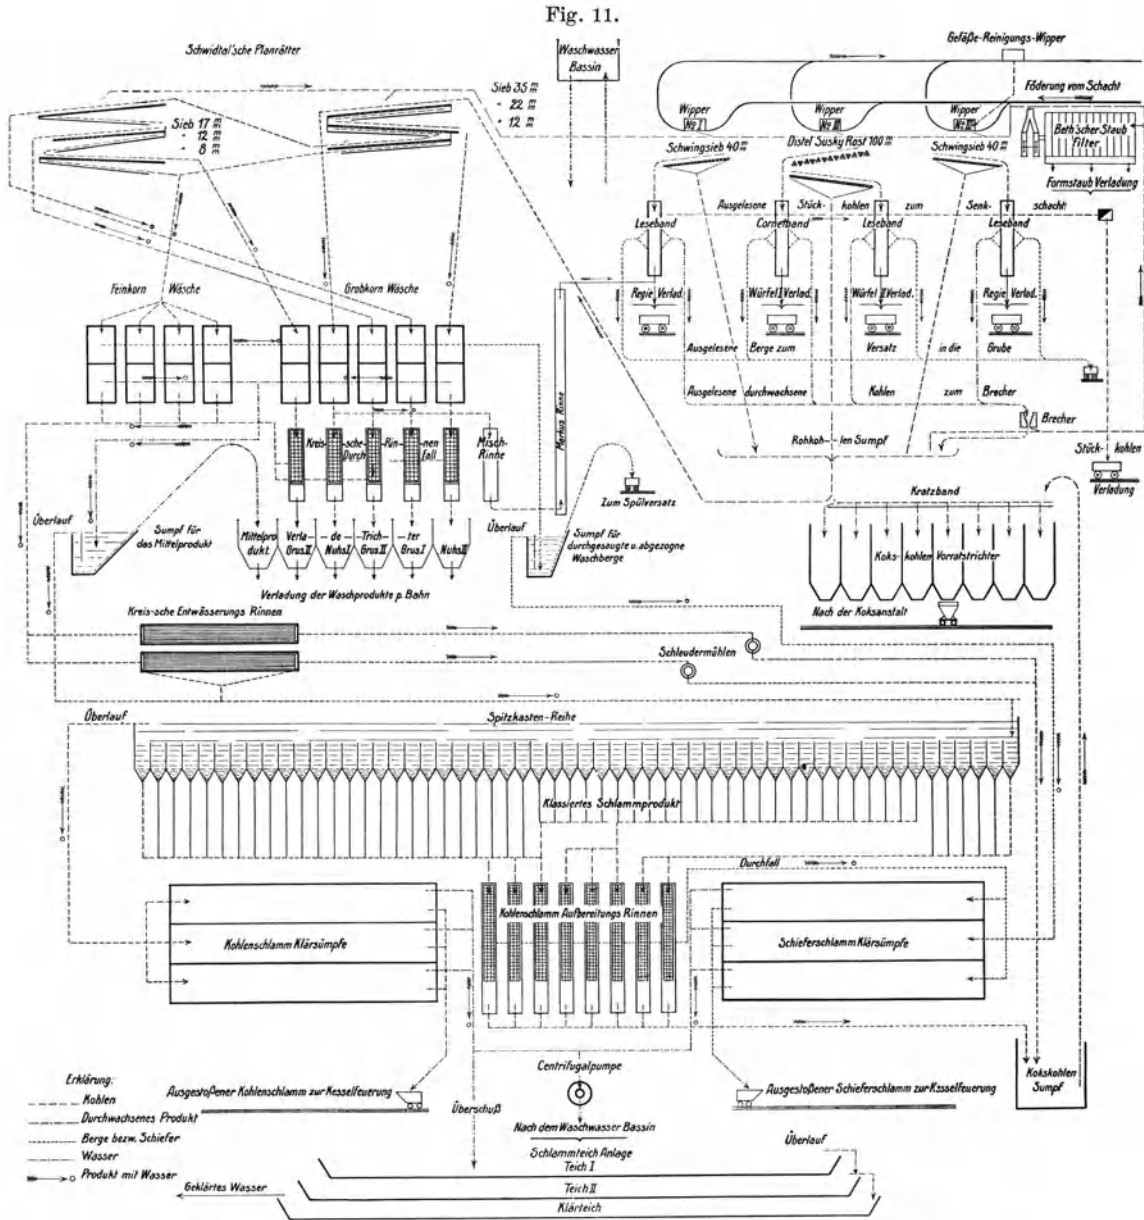 Fig. 11.
Schwidtal'sche Planrätter
Waschwasser
Bassin
Gefäße-Reinigungs-Wipper
Sieb 35 m/m
" 22 m/m
" 12 m/m
Sieb 17 m/m
" 12
" 8
Föderung vom Schacht
Wipper
No I
Wipper
No II
Wipper
No III
Beth'scher Staub
Filter
Formstaub Verladung
Schwingsieb 40 m/m
Distel Susky Rost 100 m/m
Schwingsieb 40 m/m
Ausgelesene Stück- kohlen zum Senk- schacht
Leseband
Cornetband
Leseband
Leseband
Feinkorn Wäsche
Grobkorn Wäsche
Regie Verlad.
Würfel I Verlad.
Würfel II Verlad.
Regie Verlad.
Ausgelesene Berge zum Versatz in die Grube
Ausgelesene durchwachsene Kohlen zum Brecher
Brecher
Markus Rinne
Kreis- sche Rin- nen
Durch- fall
Misch-
Rinne
Rohkoh- len Sumpf
Stück- kohlen
Verladung
Zum Spülversatz
Kratzband
Überlauf
Sumpf für
das Mittelprodukt
Mittelpro
dukt.
Verla- de- Trich- ter
Grus III
Nuhs I
Grus II
Grus I
Nuhs II
Verladung der Waschprodukte p. Bahn
Überlauf
Sumpf für
durchgesaugte u. abgezogne
Waschberge
Koks- kohlen Vorratstrichter
Nach der Koksanstalt
Kreis-sche Entwässerungs Rinnen
Schleudermühlen
Überlauf
Spitzkasten-Reihe
Klassiertes Schlammprodukt
Durchfall
Kohlenschlamm Klärsümpfe
Kohlenschlamm Aufbereitungs Rinnen
Schieferschlamm Klärsümpfe
Centrifugalpumpe
Kokskohlen
Sumpf
Ausgestoßener Kohlenschlamm zur Kesselfeuerung
Ausgestoßener Schieferschlamm zur Kesselfeuerung
Überschuß
Nach dem Waschwasser Bassin
Schlammteich Anlage
Überlauf
Teich I
Teich II
Klärteich
Geklärtes Wasser
Erklärung:
Kohlen
Durchwachsenes Produkt
Berge bezw. Schiefer
Wasser
Produkt mit Wasser